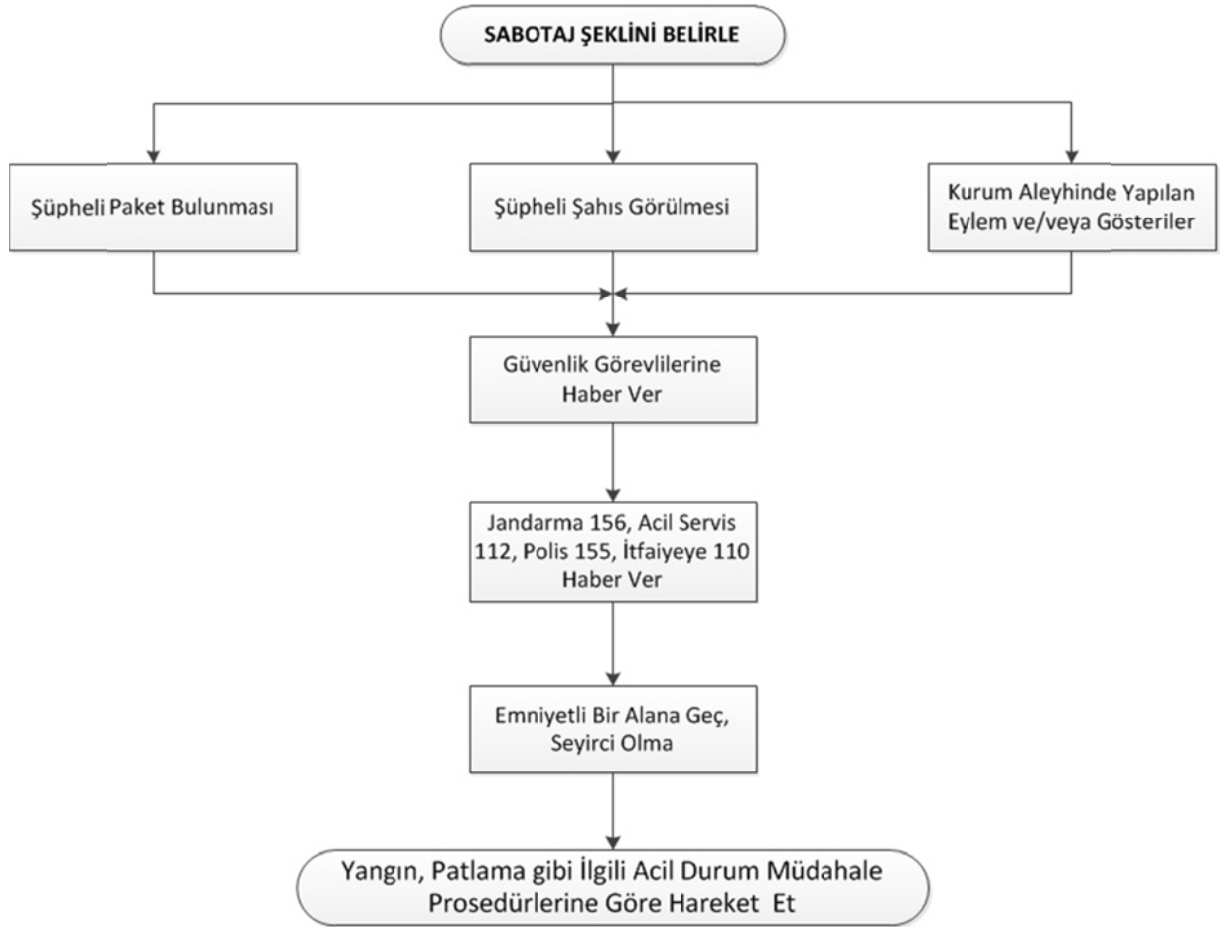 SABOTAJ ŞEKLİNİ BELİRLE
Şüpheli Paket Bulunması
Şüpheli Şahıs Görülmesi
Kurum Aleyhinde Yapılan
Eylem ve/veya Gösteriler
Güvenlik Görevlilerine
Haber Ver
Jandarma 156, Acil Servis
112, Polis 155, İtfaiyeye 110
Haber Ver
Emniyetli Bir Alana Geç,
Seyirci Olma
Yangın, Patlama gibi İlgili Acil Durum Müdahale
Prosedürlerine Göre Hareket Et